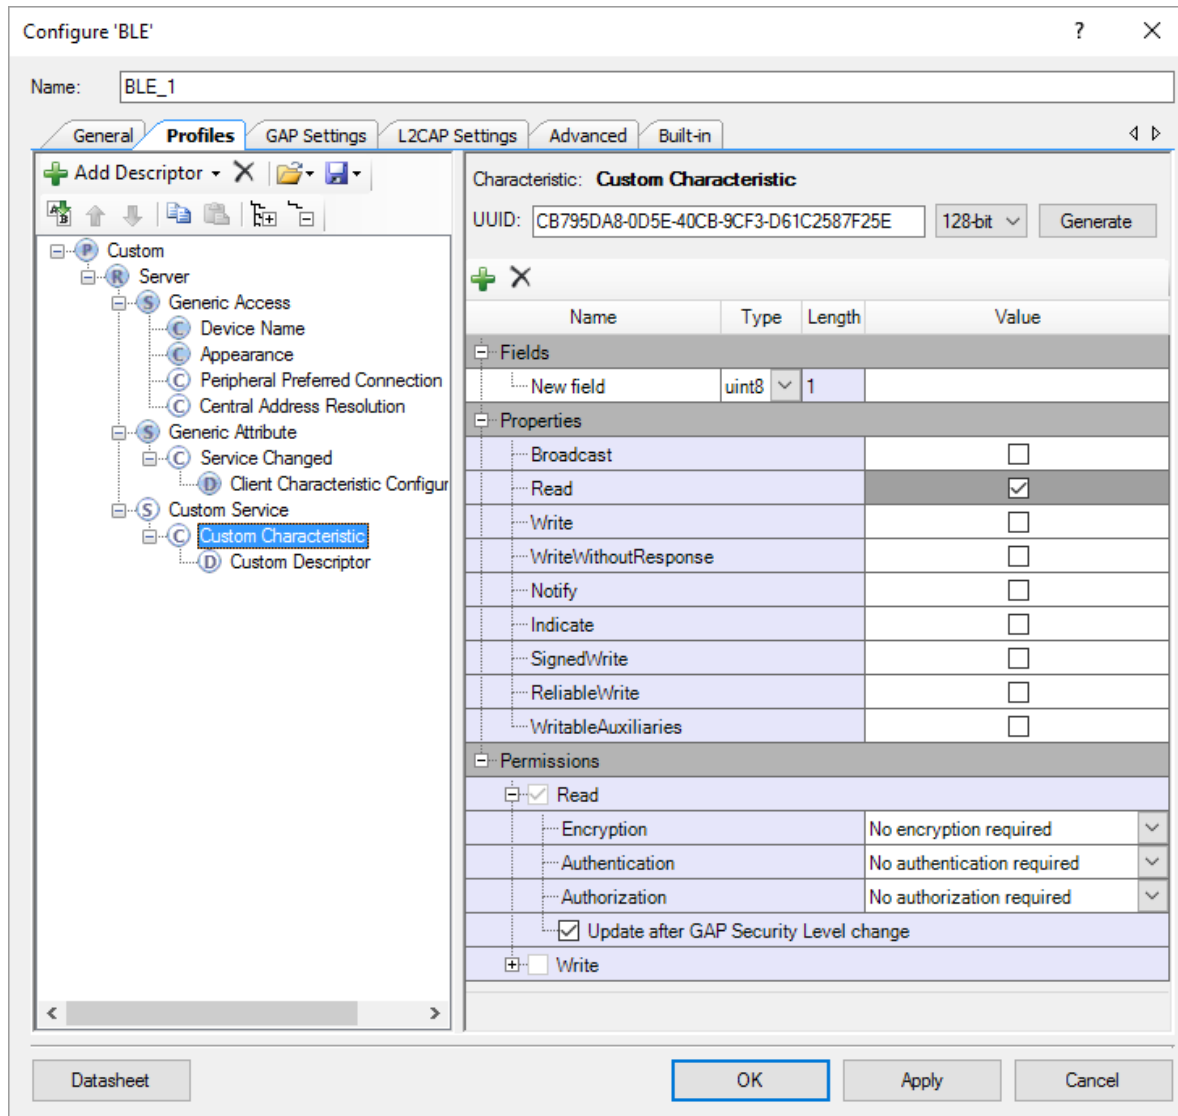 Configure 'BLE' ?
Name: BLE_1
General Profiles GAP Settings L2CAP Settings Advanced Built-in
Add Descriptor
Custom
Server
Generic Access
Device Name
Appearance
Peripheral Preferred Connection
Central Address Resolution
Generic Attribute
Service Changed
Client Characteristic Configur
Custom Service
Custom Characteristic
Custom Descriptor
Characteristic: Custom Characteristic
UUID: CB795DA8-0D5E-40CB-9CF3-D61C2587F25E 128-bit Generate
Name Type Length Value
Fields
New field uint8 1
Properties
Broadcast
Read
Write
WriteWithoutResponse
Notify
Indicate
SignedWrite
ReliableWrite
WritableAuxiliaries
Permissions
Read
Encryption No encryption required
Authentication No authentication required
Authorization No authorization required
Update after GAP Security Level change
Write
Datasheet OK Apply Cancel